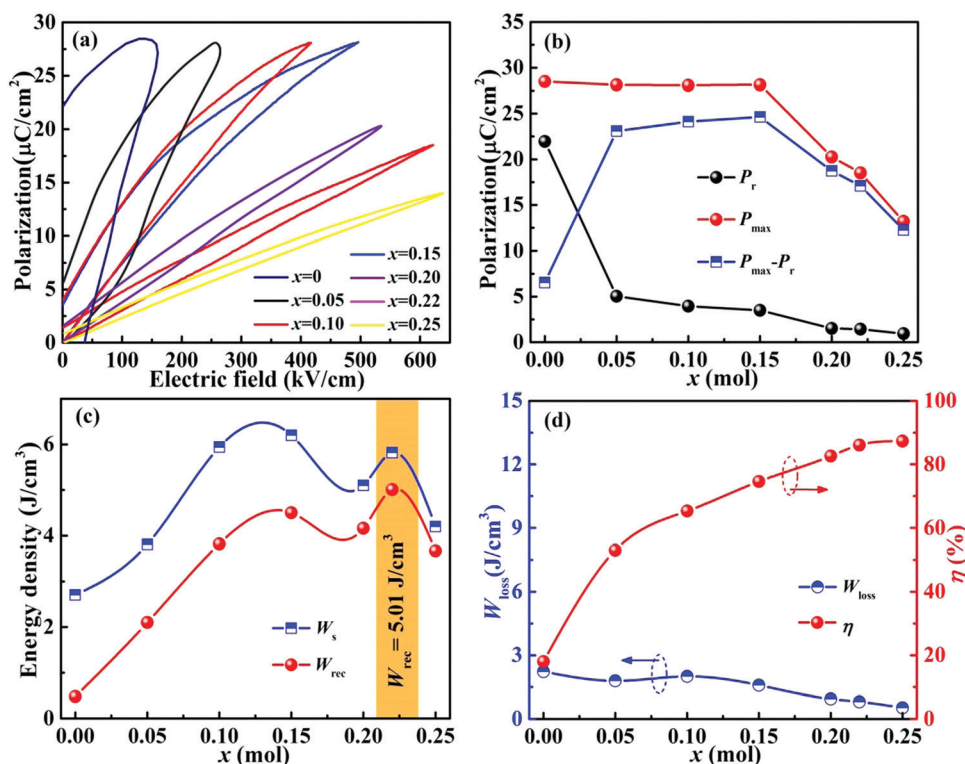 (a)
Polarization(μC/cm²)
30
25
20
15
10
5
0
0 100 200 300 400 500 600
Electric field (kV/cm)
x=0
x=0.05
x=0.10
x=0.15
x=0.20
x=0.22
x=0.25
(b)
Polarization(μC/cm²)
35
30
25
20
15
10
5
0
0.00 0.05 0.10 0.15 0.20 0.25
x (mol)
Pr
Pmax
Pmax-Pr
(c)
Energy density (J/cm³)
6
4
2
0
0.00 0.05 0.10 0.15 0.20 0.25
x (mol)
Ws
Wrec
Wrec = 5.01 J/cm³
(d)
Wloss(J/cm³)
15
12
9
6
3
0
0.00 0.05 0.10 0.15 0.20 0.25
x (mol)
Wloss
η
100
80
60
40
20
0
η (%)